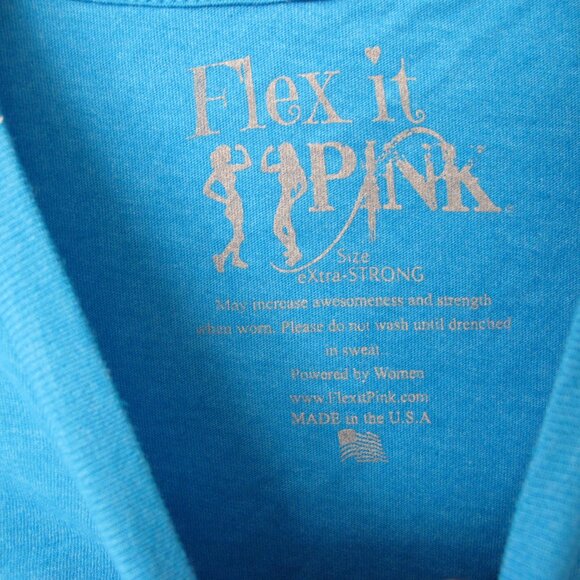 Flex it
PINK
Size
eXtra-STRONG
May increase awesomeness and strength
when worn. Please do not wash until drenched
in sweat...
Powered by Women
www.FlexitPink.com
MADE in the U.S.A